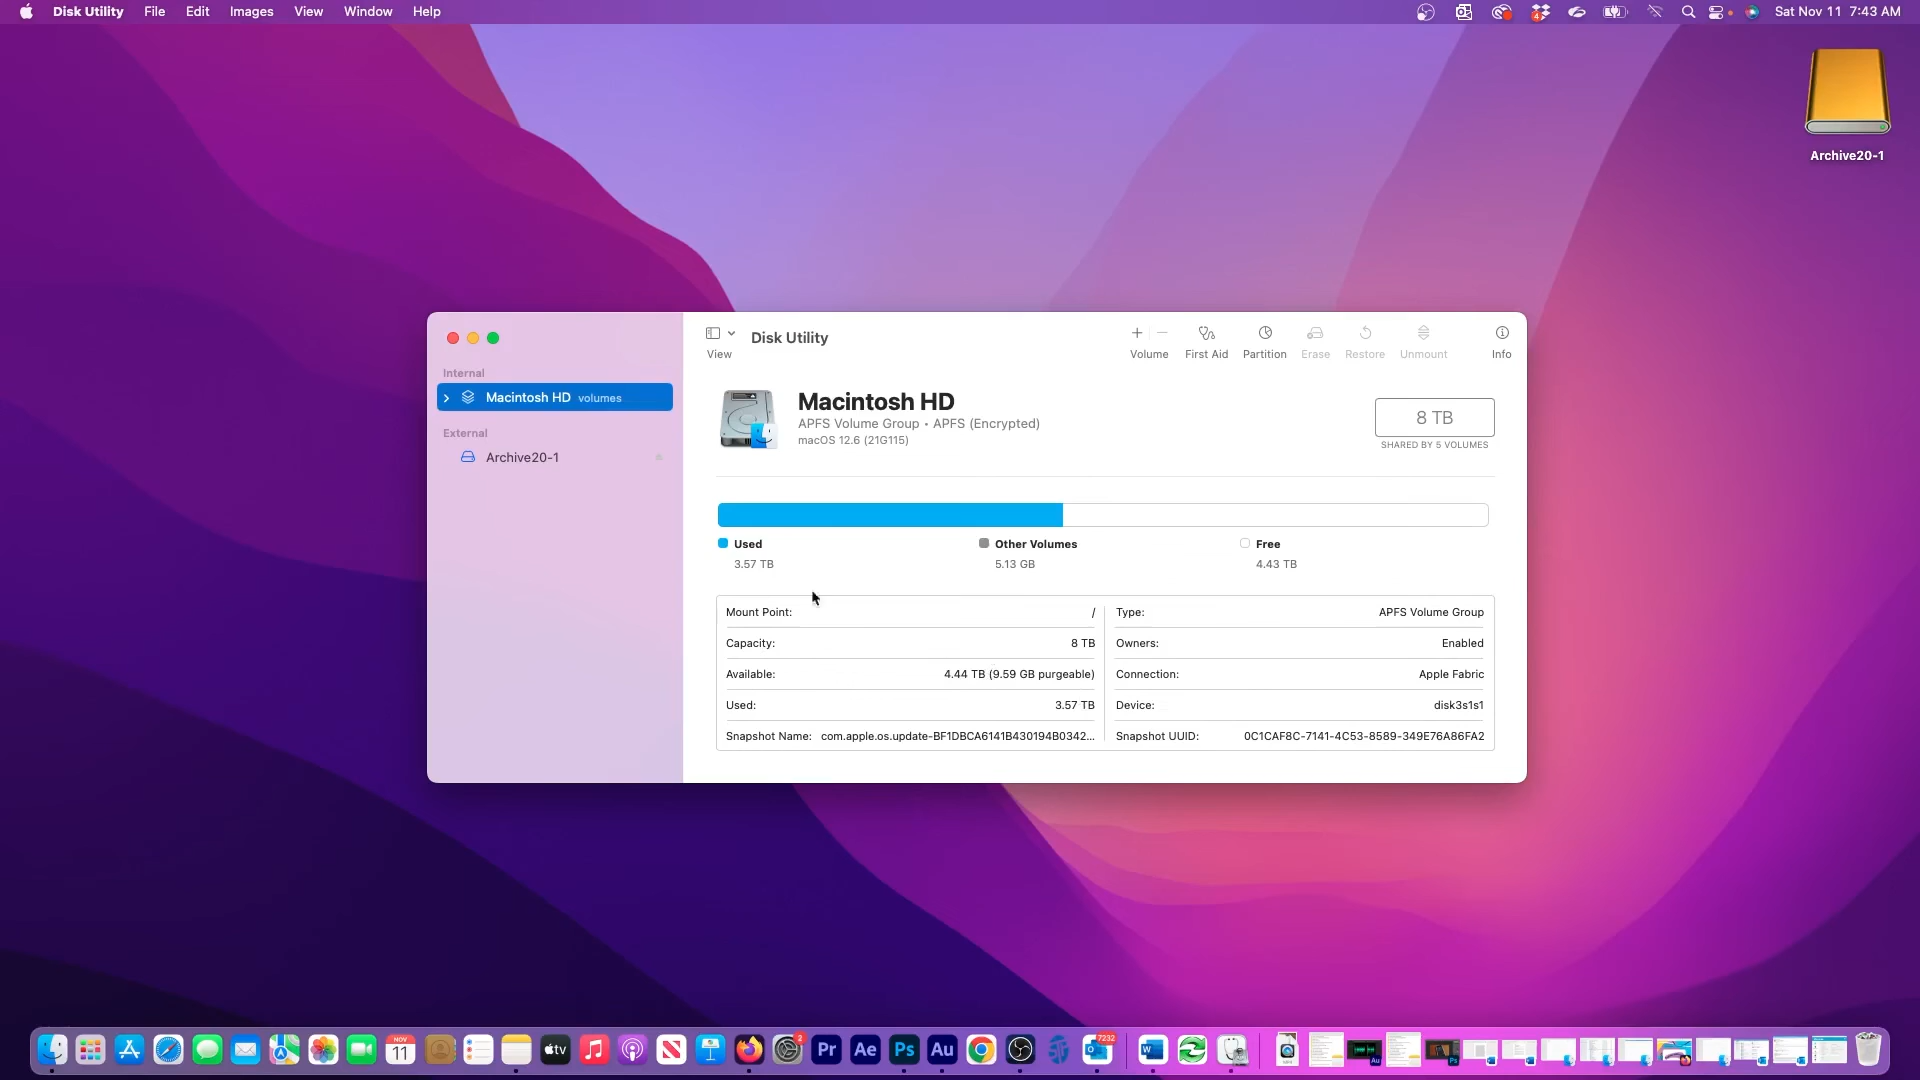 Disk Utility File Edit Images View Window Help Sat Nov 11 7:43 AM
Archive20-1
View Disk Utility Volume First Aid Partition Erase Restore Unmount Info
Internal
Macintosh HD volumes
External
Archive20-1
Macintosh HD
APFS Volume Group • APFS (Encrypted)
macOS 12.6 (21G115)
8 TB
SHARED BY 5 VOLUMES
Used Other Volumes Free
3.57 TB 5.13 GB 4.43 TB
Mount Point: / Type: APFS Volume Group
Capacity: 8 TB Owners: Enabled
Available: 4.44 TB (9.59 GB purgeable) Connection: Apple Fabric
Used: 3.57 TB Device: disk3s1s1
Snapshot Name: com.apple.os.update-BF1DBCA6141B430194B0342... Snapshot UUID: 0C1CAF8C-7141-4C53-8589-349E76A86FA2
NOV
11 tv 2 Pr Ae Ps Au 7232 W